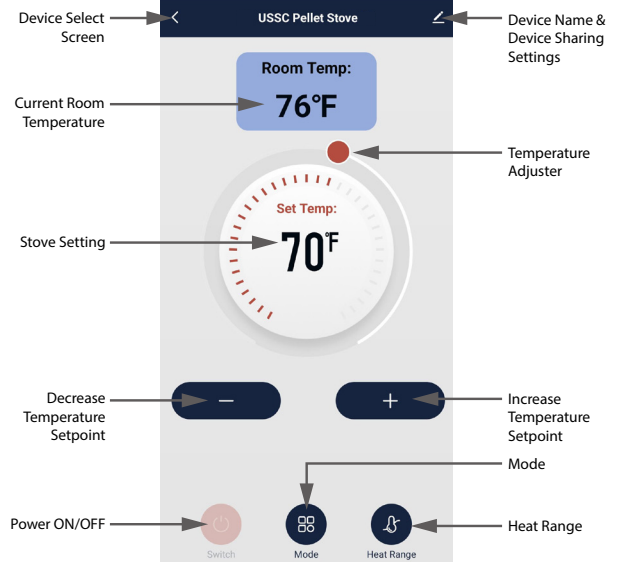 Device Select
Screen
USSC Pellet Stove
Device Name &
Device Sharing
Settings
Room Temp:
76°F
Current Room
Temperature
Temperature
Adjuster
Set Temp:
70°F
Stove Setting
Decrease
Temperature
Setpoint
−
+
Increase
Temperature
Setpoint
Mode
Power ON/OFF
Heat Range
Switch
Mode
Heat Range